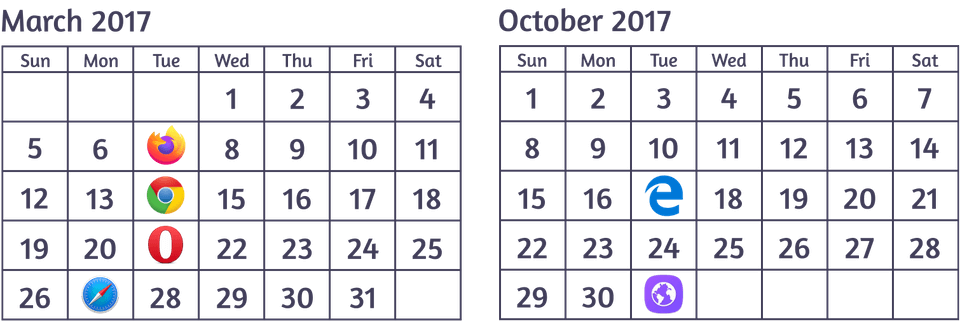 March 2017
Sun Mon Tue Wed Thu Fri Sat
1 2 3 4
5 6 8 9 10 11
12 13 15 16 17 18
19 20 22 23 24 25
26 28 29 30 31
October 2017
Sun Mon Tue Wed Thu Fri Sat
1 2 3 4 5 6 7
8 9 10 11 12 13 14
15 16 18 19 20 21
22 23 24 25 26 27 28
29 30